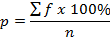 p = ∑ f x 100% / n